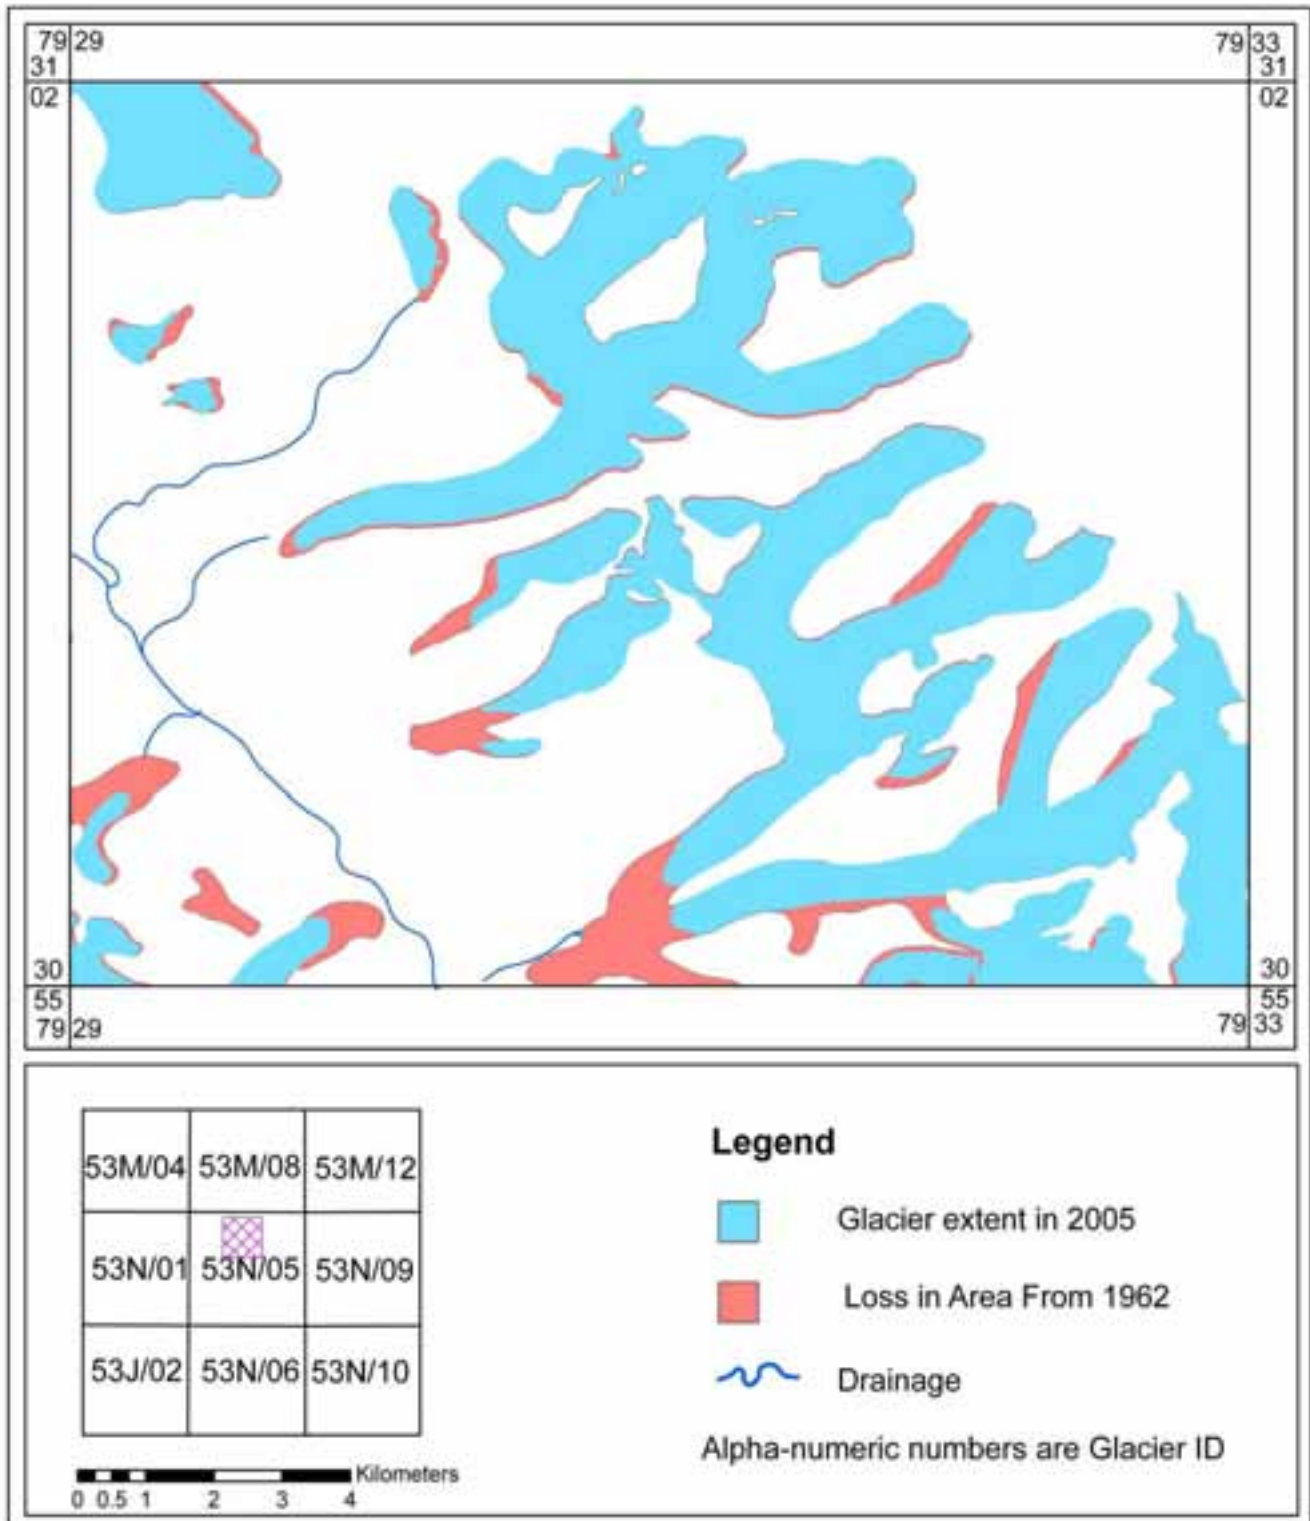 79 29 79 33
31 31
02 02
30 30
55 55
79 29 79 33
53M/04 53M/08 53M/12
53N/01 53N/05 53N/09
53J/02 53N/06 53N/10
Kilometers
0 0.5 1 2 3 4
Legend
Glacier extent in 2005
Loss in Area From 1962
Drainage
Alpha-numeric numbers are Glacier ID